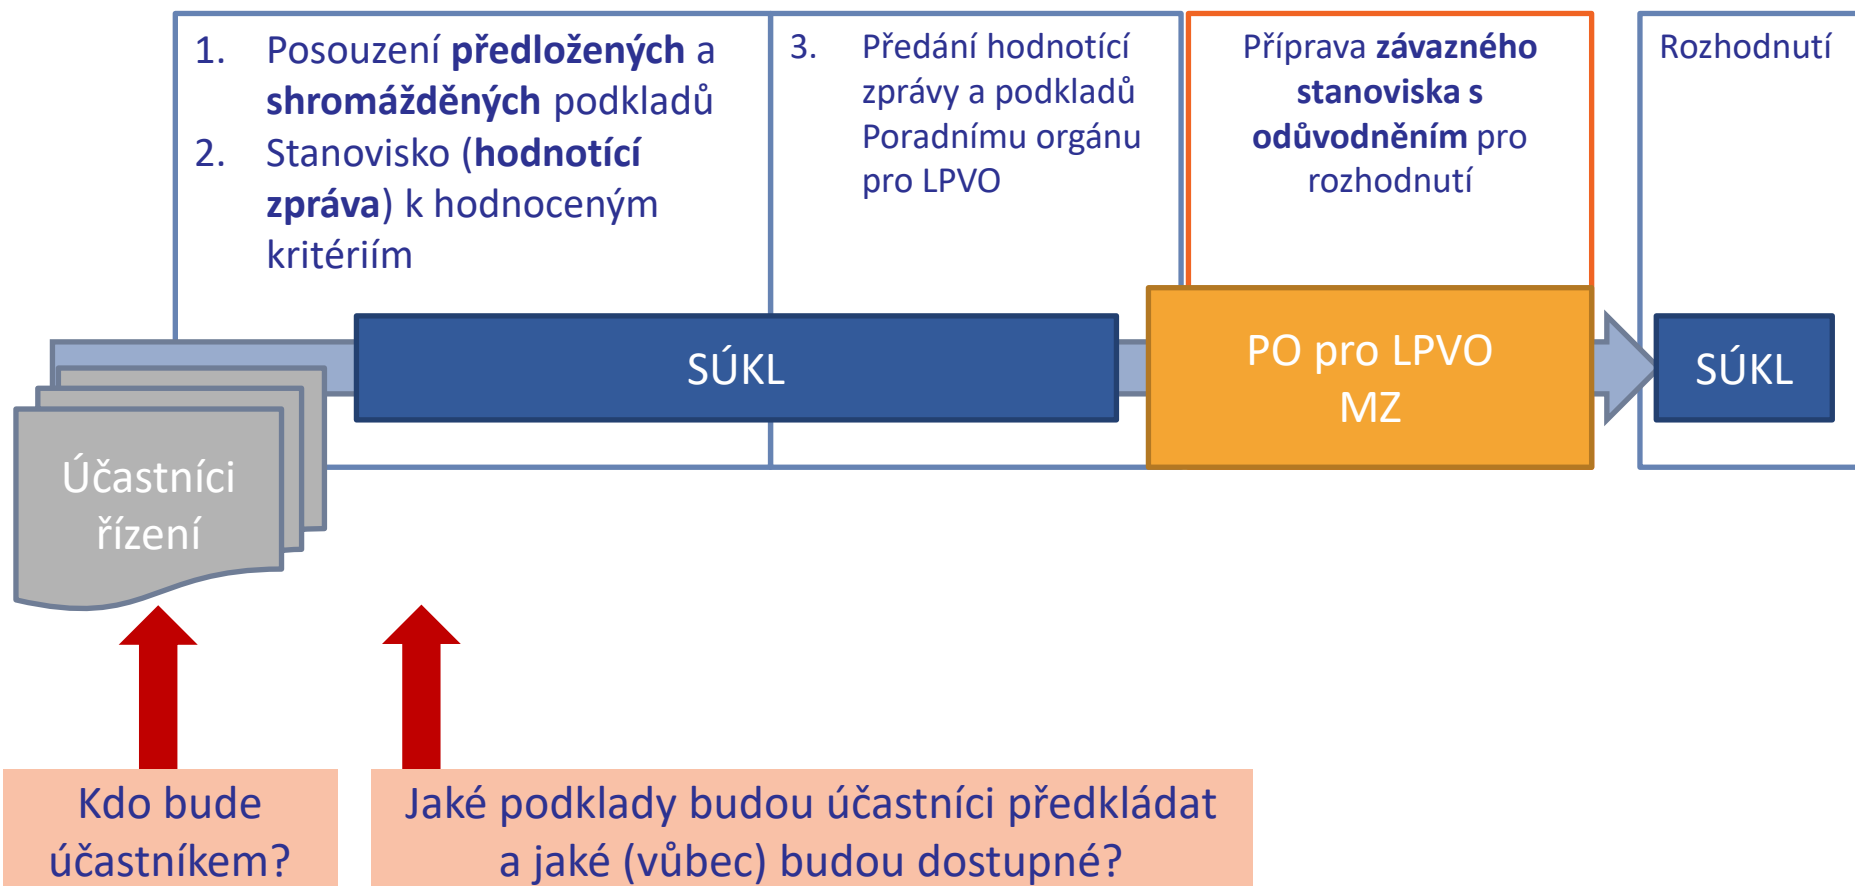 1. Posouzení předložených a
shromážděných podkladů
2. Stanovisko (hodnotící
zpráva) k hodnoceným
kritériím
3. Předání hodnotící
zprávy a podkladů
Poradnímu orgánu
pro LPVO
Příprava závazného
stanoviska s
odůvodněním pro
rozhodnutí
Rozhodnutí
SÚKL
PO pro LPVO
MZ
SÚKL
Účastníci
řízení
Kdo bude
účastníkem?
Jaké podklady budou účastníci předkládat
a jaké (vůbec) budou dostupné?